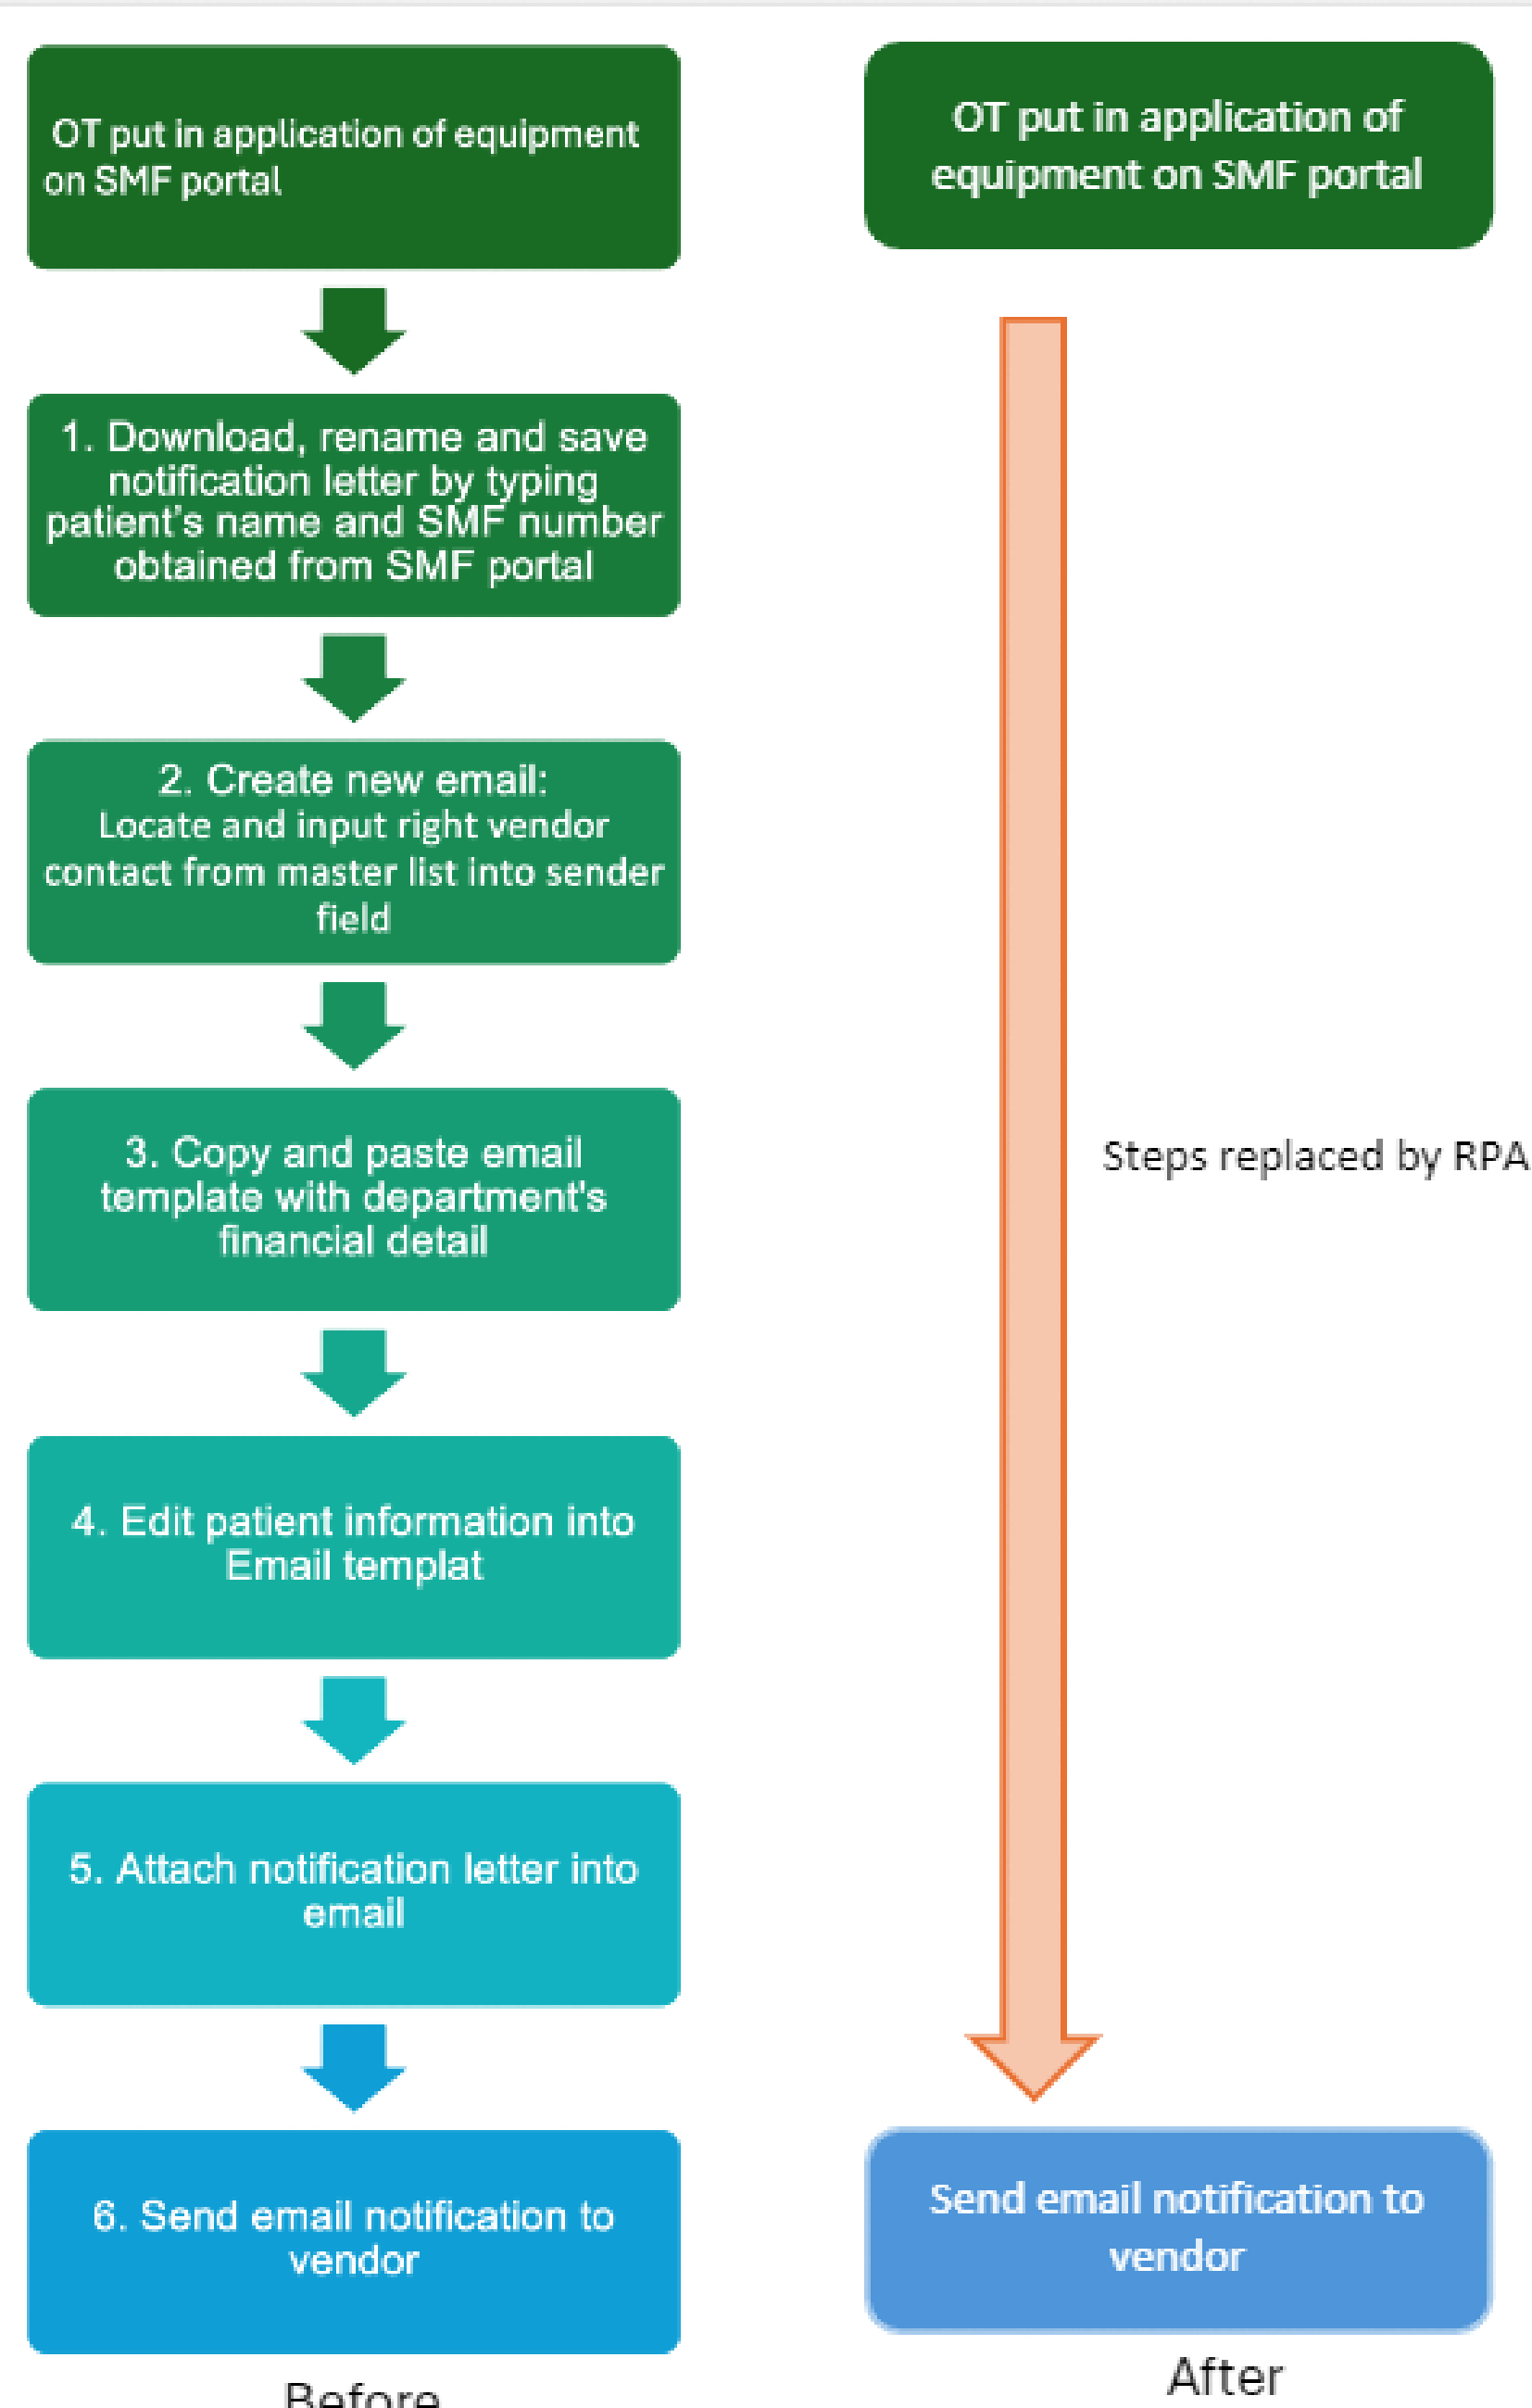 OT put in application of equipment
on SMF portal
1. Download, rename and save
notification letter by typing
patient's name and SMF number
obtained from SMF portal
2. Create new email:
Locate and input right vendor
contact from master list into sender
field
3. Copy and paste email
template with department's
financial detail
4. Edit patient information into
Email templat
5. Attach notification letter into
email
6. Send email notification to
vendor
Before
OT put in application of
equipment on SMF portal
Steps replaced by RPA
Send email notification to
vendor
After